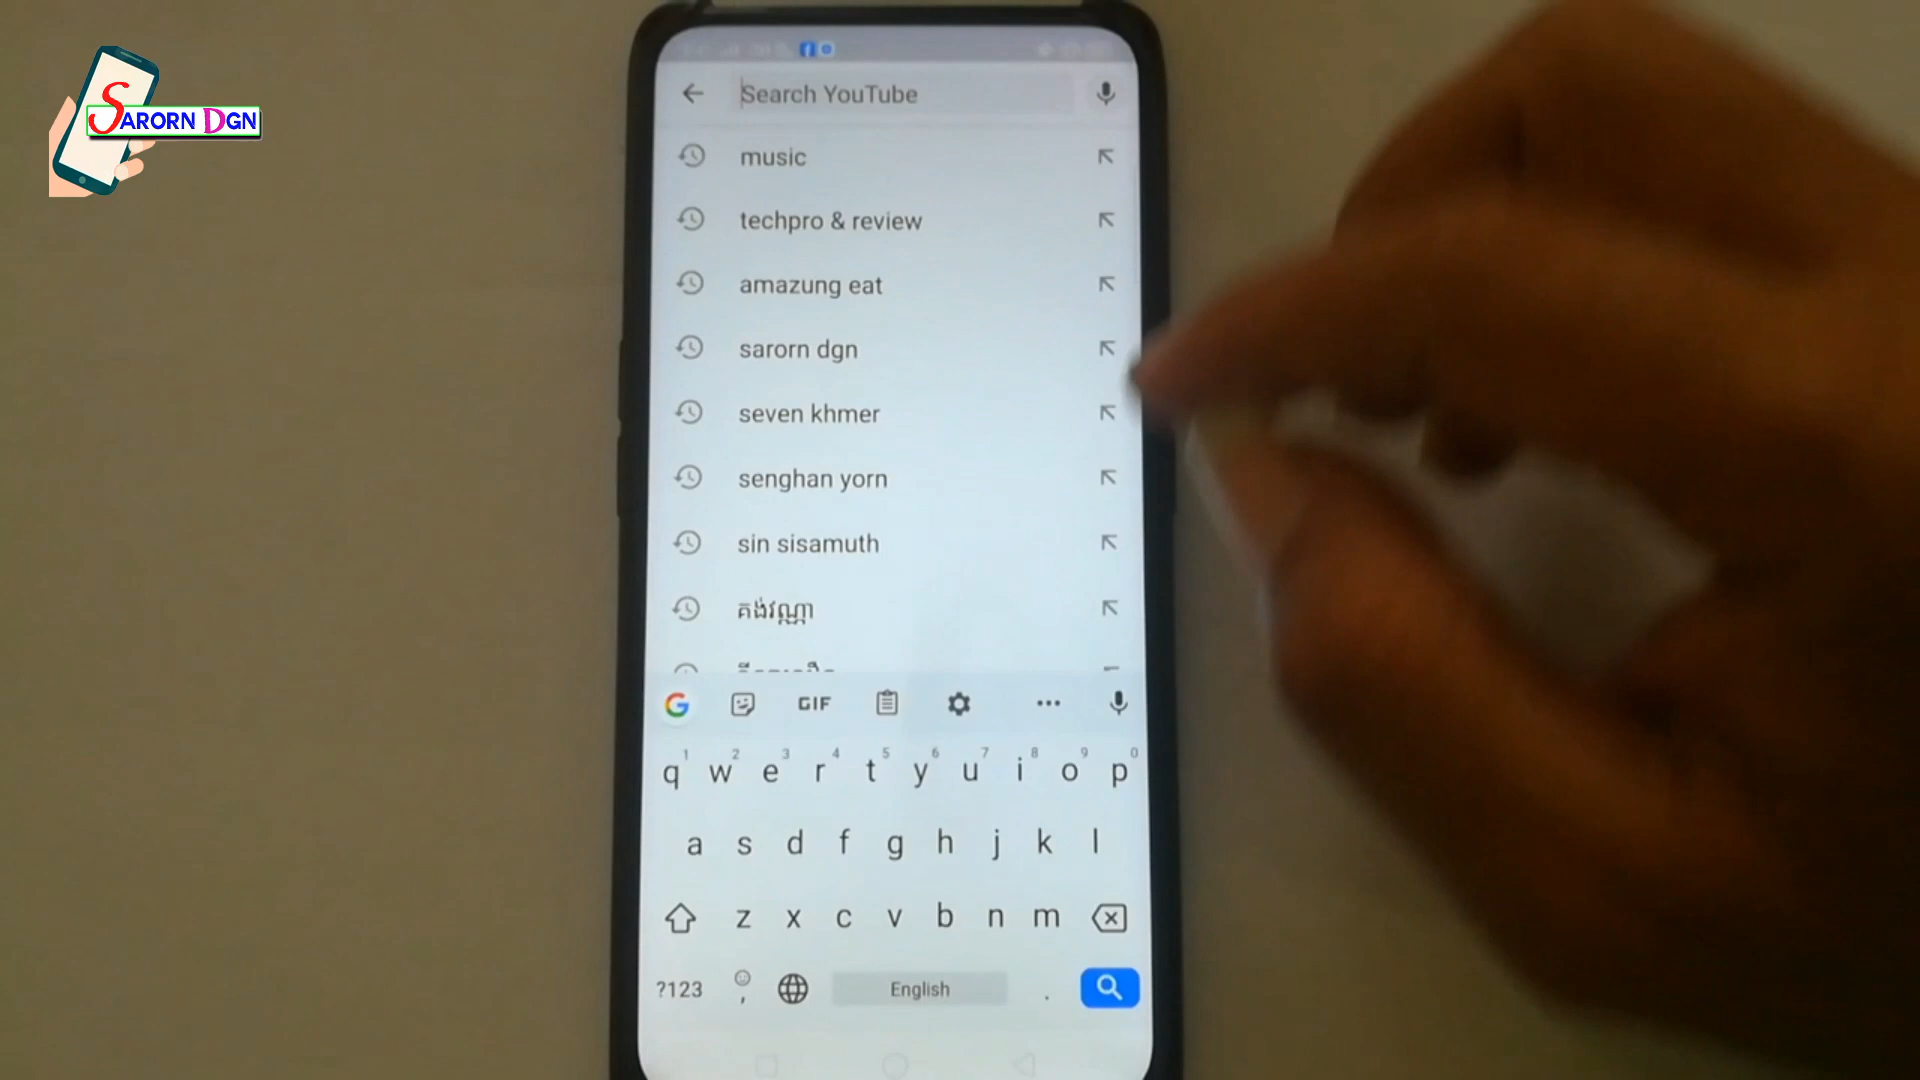 SARORN DGN
Search YouTube
music
techpro & review
amazung eat
sarorn dgn
seven khmer
senghan yorn
sin sisamuth
គង់វណ្ណា
GIF
1 2 3 4 5 6 7 8 9 0
q w e r t y u i o p
a s d f g h j k l
z x c v b n m
?123 , English .